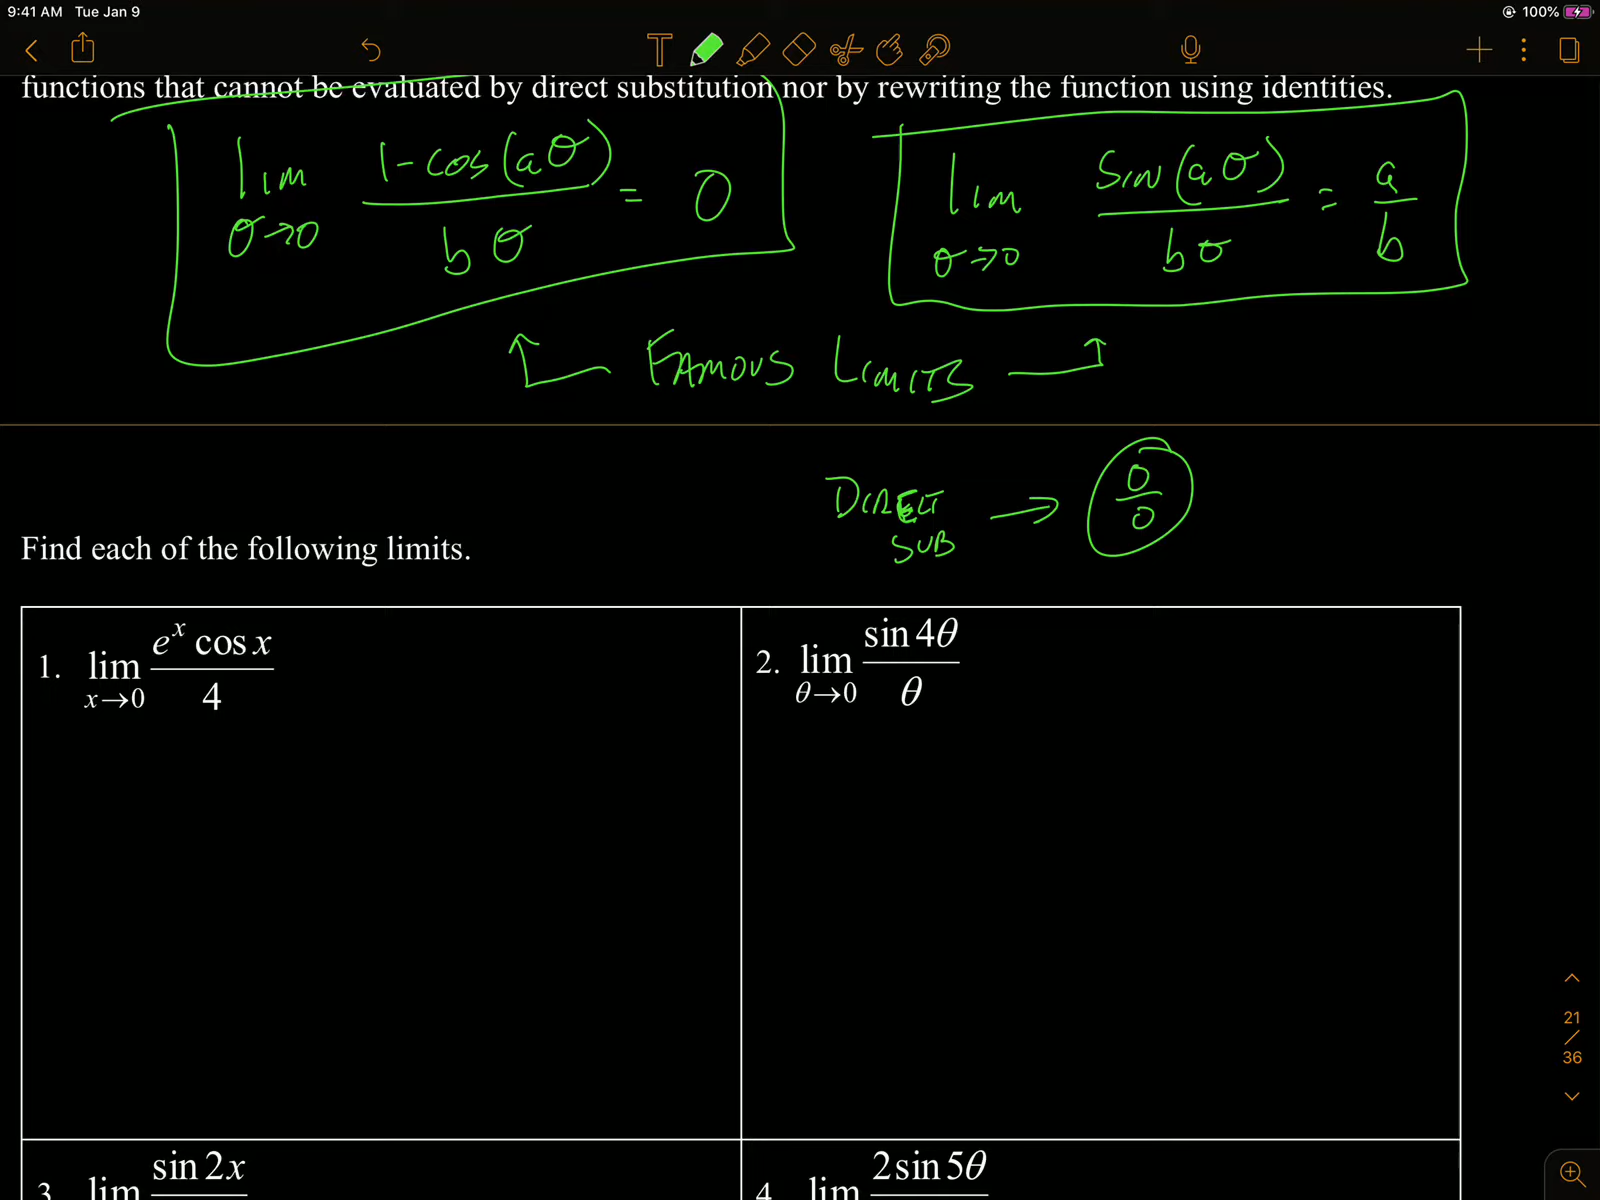 9:41 AM Tue Jan 9
100%
functions that cannot be evaluated by direct substitution nor by rewriting the function using identities.
lim θ→0 1-cos(aθ) / bθ = 0
lim θ→0 sin(aθ) / bθ = a/b
FAMOUS LIMITS
DIRECT SUB → 0/0
Find each of the following limits.
1. lim x→0 eˣ cos x / 4
2. lim θ→0 sin 4θ / θ
3. lim sin 2x
4. lim 2 sin 5θ
21
/
36